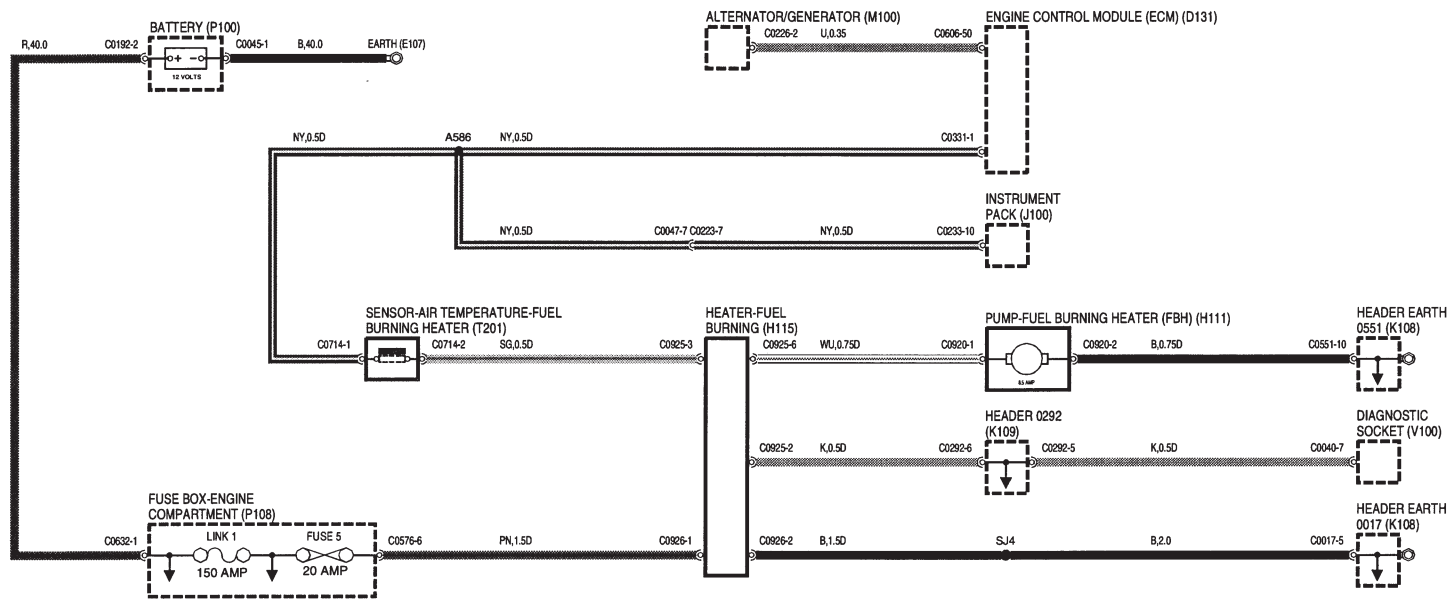 BATTERY (P100)
R,40.0
C0192-2
C0045-1
B,40.0
EARTH (E107)
+ -
12 VOLTS
ALTERNATOR/GENERATOR (M100)
C0226-2
U,0.35
C0606-50
ENGINE CONTROL MODULE (ECM) (D131)
NY,0.5D
A586
NY,0.5D
C0331-1
INSTRUMENT
PACK (J100)
NY,0.5D
C0047-7 C0223-7
NY,0.5D
C0233-10
SENSOR-AIR TEMPERATURE-FUEL
BURNING HEATER (T201)
C0714-1
C0714-2
SG,0.5D
C0925-3
HEATER-FUEL
BURNING (H115)
C0925-6
WU,0.75D
C0920-1
PUMP-FUEL BURNING HEATER (FBH) (H111)
8.5 AMP
C0920-2
B,0.75D
C0551-10
HEADER EARTH
0551 (K108)
C0925-2
K,0.5D
C0292-6
HEADER 0292
(K109)
C0292-5
K,0.5D
C0040-7
DIAGNOSTIC
SOCKET (V100)
FUSE BOX-ENGINE
COMPARTMENT (P108)
C0632-1
LINK 1
150 AMP
FUSE 5
20 AMP
C0576-6
PN,1.5D
C0926-1
C0926-2
B,1.5D
SJ4
B,2.0
C0017-5
HEADER EARTH
0017 (K108)